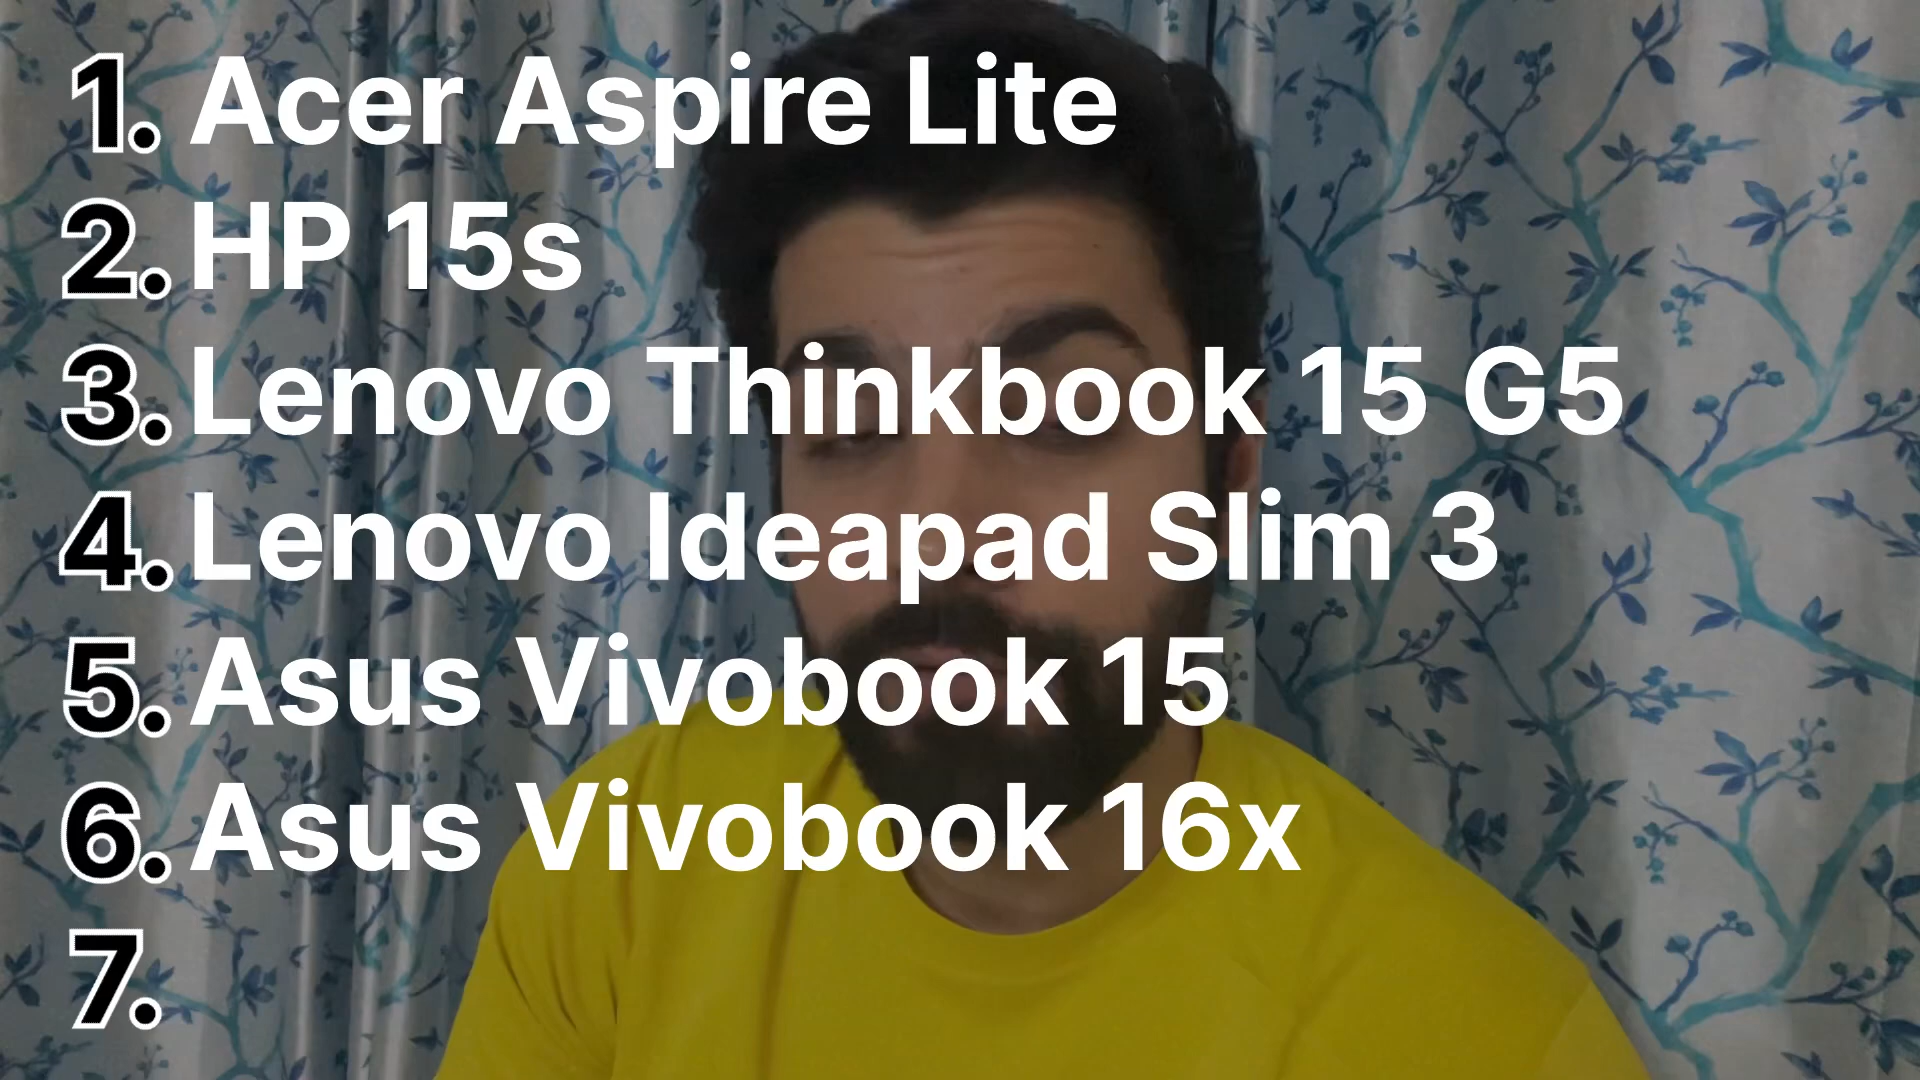 1. Acer Aspire Lite
2. HP 15s
3. Lenovo Thinkbook 15 G5
4. Lenovo Ideapad Slim 3
5. Asus Vivobook 15
6. Asus Vivobook 16x
7.